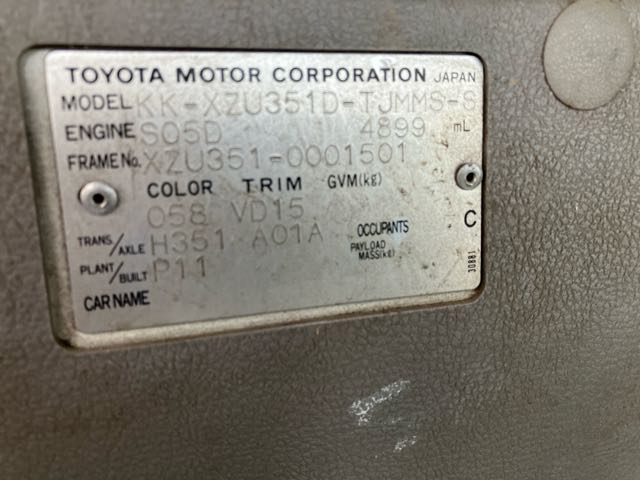 TOYOTA MOTOR CORPORATION JAPAN
MODEL KK-XZU351D-TJMMS-S
ENGINE S05D 4899 mL
FRAME No. XZU351-0001501
COLOR TRIM GVM(kg)
058 VD15
TRANS/AXLE H351 A01A OCCUPANTS C
PAYLOAD MASS(kg)
PLANT/BUILT P11 30881
CAR NAME